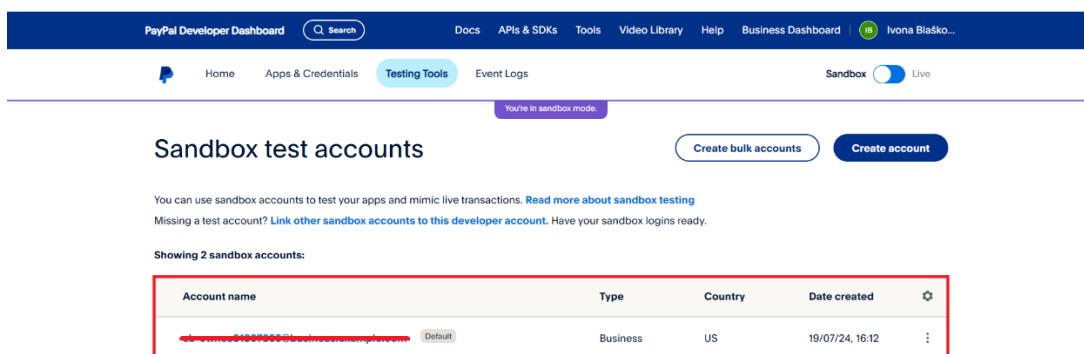 PayPal Developer Dashboard Search Docs APIs & SDKs Tools Video Library Help Business Dashboard IB Ivona Blaško...
Home Apps & Credentials Testing Tools Event Logs Sandbox Live
You're in sandbox mode.
Sandbox test accounts Create bulk accounts Create account
You can use sandbox accounts to test your apps and mimic live transactions. Read more about sandbox testing
Missing a test account? Link other sandbox accounts to this developer account. Have your sandbox logins ready.
Showing 2 sandbox accounts:
Account name Type Country Date created
Default Business US 19/07/24, 16:12